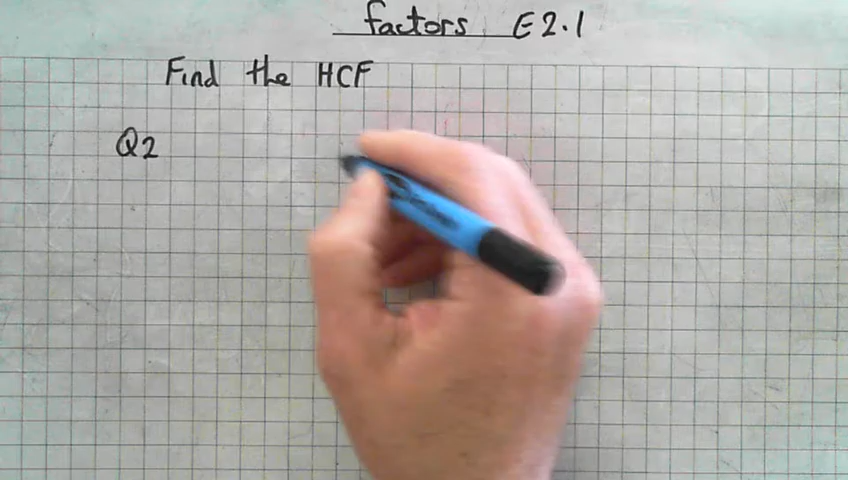 factors E2.1
Find the HCF
Q2